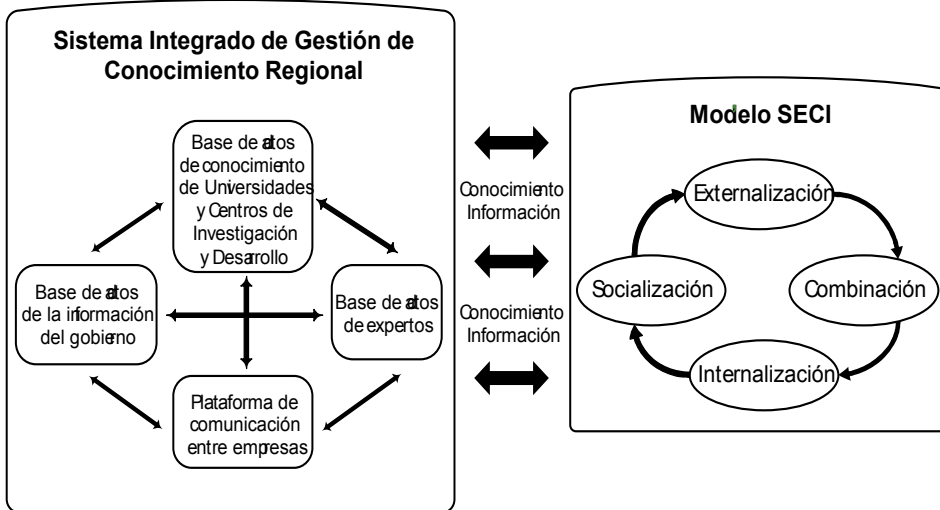 Sistema Integrado de Gestión de
Conocimiento Regional
Base de datos
de conocimiento
de Universidades
y Centros de
Investigación
y Desarrollo
Base de datos
de la información
del gobierno
Base de datos
de expertos
Plataforma de
comunicación
entre empresas
Conocimiento
Información
Conocimiento
Información
Modelo SECI
Externalización
Socialización
Combinación
Internalización